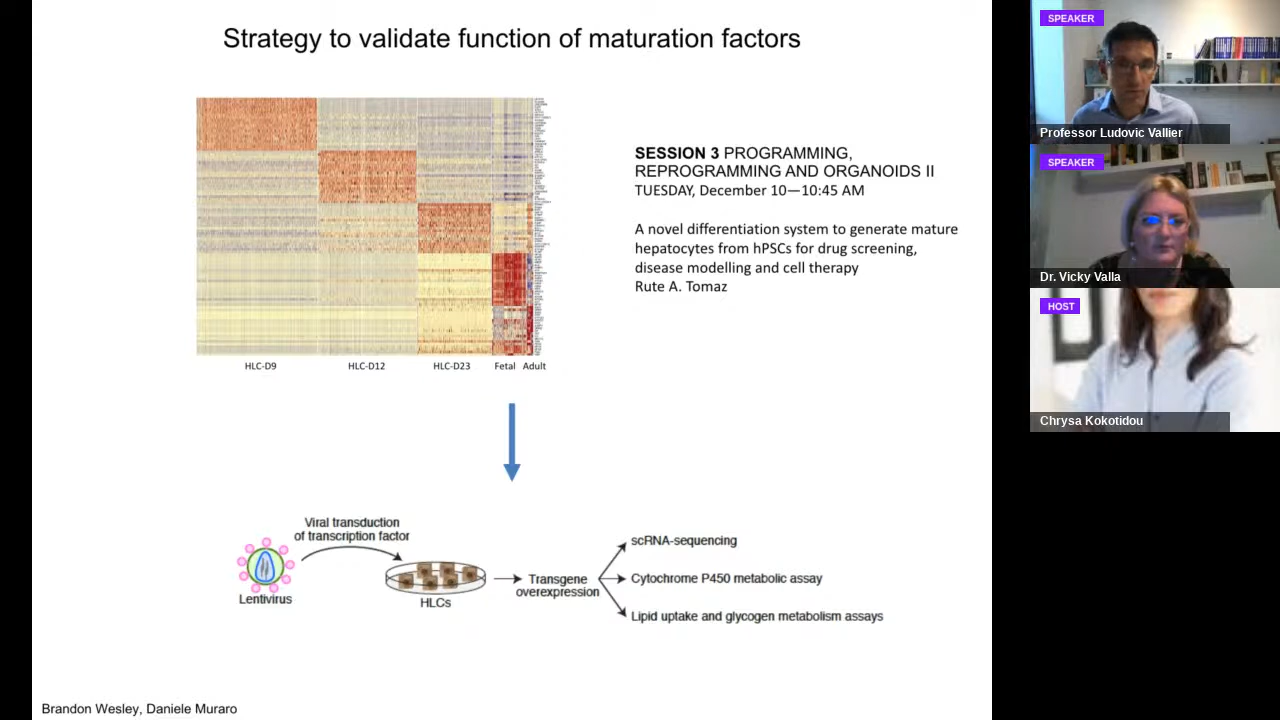 Strategy to validate function of maturation factors
HLC-D9
HLC-D12
HLC-D23
Fetal
Adult
SESSION 3 PROGRAMMING,
REPROGRAMMING AND ORGANOIDS II
TUESDAY, December 10—10:45 AM
A novel differentiation system to generate mature
hepatocytes from hPSCs for drug screening,
disease modelling and cell therapy
Rute A. Tomaz
Viral transduction
of transcription factor
Lentivirus
HLCs
Transgene
overexpression
scRNA-sequencing
Cytochrome P450 metabolic assay
Lipid uptake and glycogen metabolism assays
Brandon Wesley, Daniele Muraro
SPEAKER
Professor Ludovic Vallier
SPEAKER
Dr. Vicky Valla
HOST
Chrysa Kokotidou